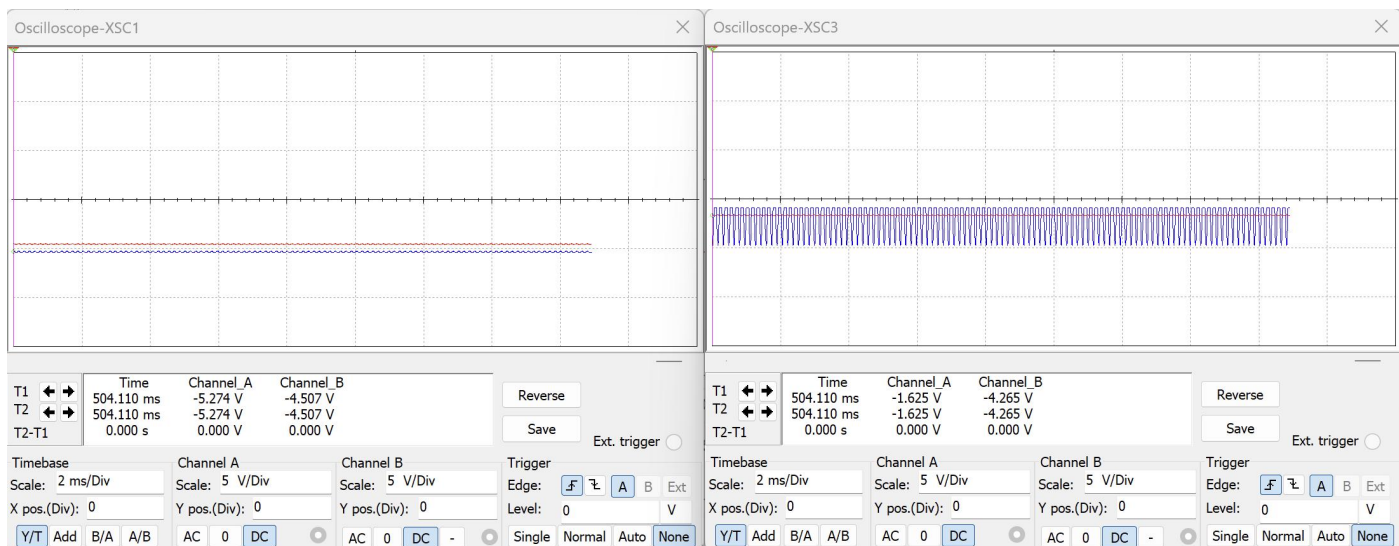 Oscilloscope-XSC1
T1
T2
T2-T1
Time Channel_A Channel_B
504.110 ms -5.274 V -4.507 V
504.110 ms -5.274 V -4.507 V
0.000 s 0.000 V 0.000 V
Reverse
Save
Ext. trigger
Timebase
Scale: 2 ms/Div
X pos.(Div): 0
Y/T Add B/A A/B
Channel A
Scale: 5 V/Div
Y pos.(Div): 0
AC 0 DC
Channel B
Scale: 5 V/Div
Y pos.(Div): 0
AC 0 DC -
Trigger
Edge: A B Ext
Level: 0 V
Single Normal Auto None
Oscilloscope-XSC3
T1
T2
T2-T1
Time Channel_A Channel_B
504.110 ms -1.625 V -4.265 V
504.110 ms -1.625 V -4.265 V
0.000 s 0.000 V 0.000 V
Reverse
Save
Ext. trigger
Timebase
Scale: 2 ms/Div
X pos.(Div): 0
Y/T Add B/A A/B
Channel A
Scale: 5 V/Div
Y pos.(Div): 0
AC 0 DC
Channel B
Scale: 5 V/Div
Y pos.(Div): 0
AC 0 DC -
Trigger
Edge: A B Ext
Level: 0 V
Single Normal Auto None